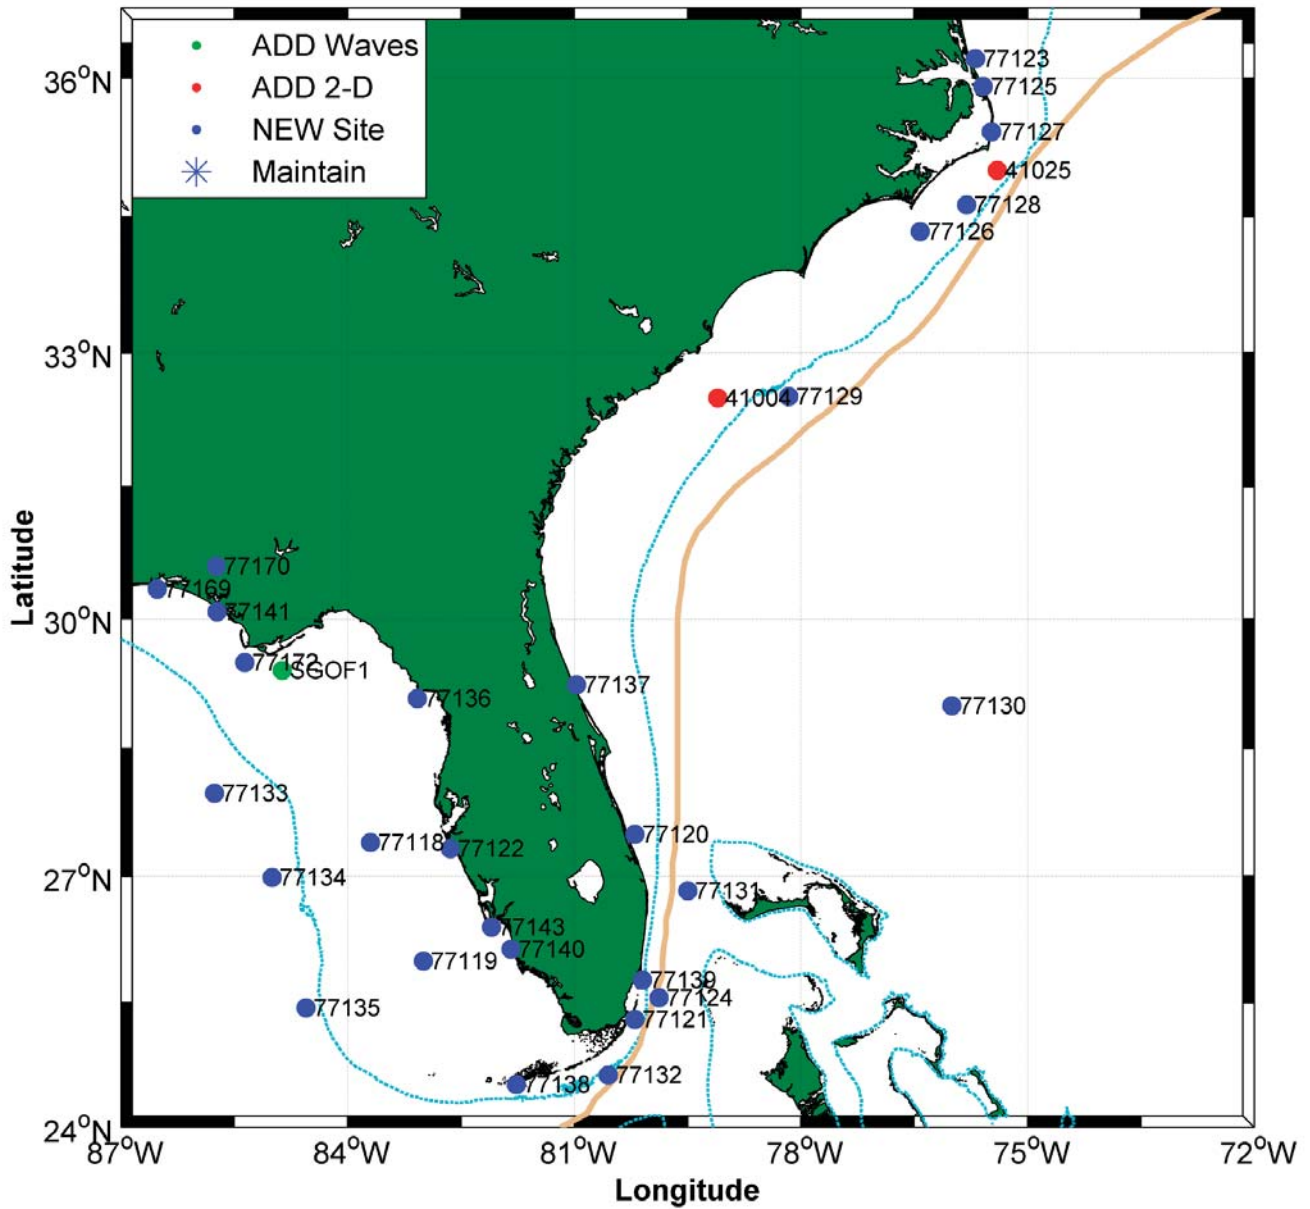 ADD Waves
ADD 2-D
NEW Site
Maintain
36°N
33°N
30°N
27°N
24°N
Latitude
77123
77125
77127
41025
77128
77126
41004
77129
77170
77169
77141
77172
SGOF1
77136
77137
77130
77133
77118
77122
77120
77134
77131
77143
77140
77119
77139
77124
77135
77121
77132
77138
87°W
84°W
81°W
78°W
75°W
72°W
Longitude